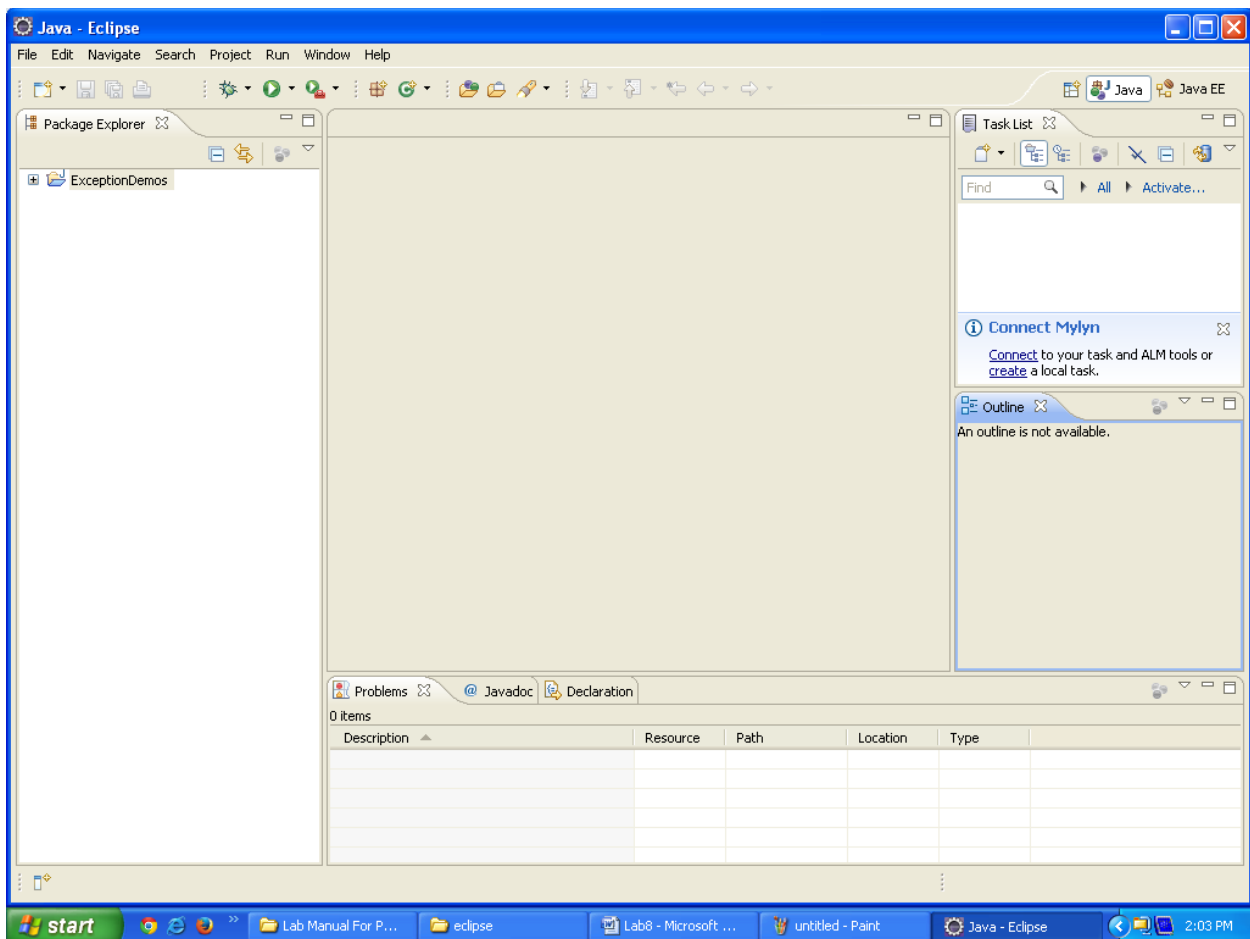 Java - Eclipse
File Edit Navigate Search Project Run Window Help
Java Java EE
Package Explorer
ExceptionDemos
Task List
Find All Activate...
Connect Mylyn
Connect to your task and ALM tools or
create a local task.
Outline
An outline is not available.
Problems @ Javadoc Declaration
0 items
Description Resource Path Location Type
start » Lab Manual For P... eclipse Lab8 - Microsoft ... untitled - Paint Java - Eclipse 2:03 PM